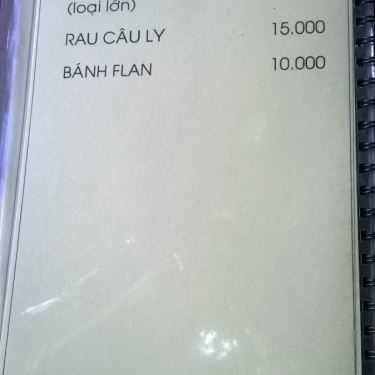 (loại lớn)
RAU CÂU LY 15.000
BÁNH FLAN 10.000